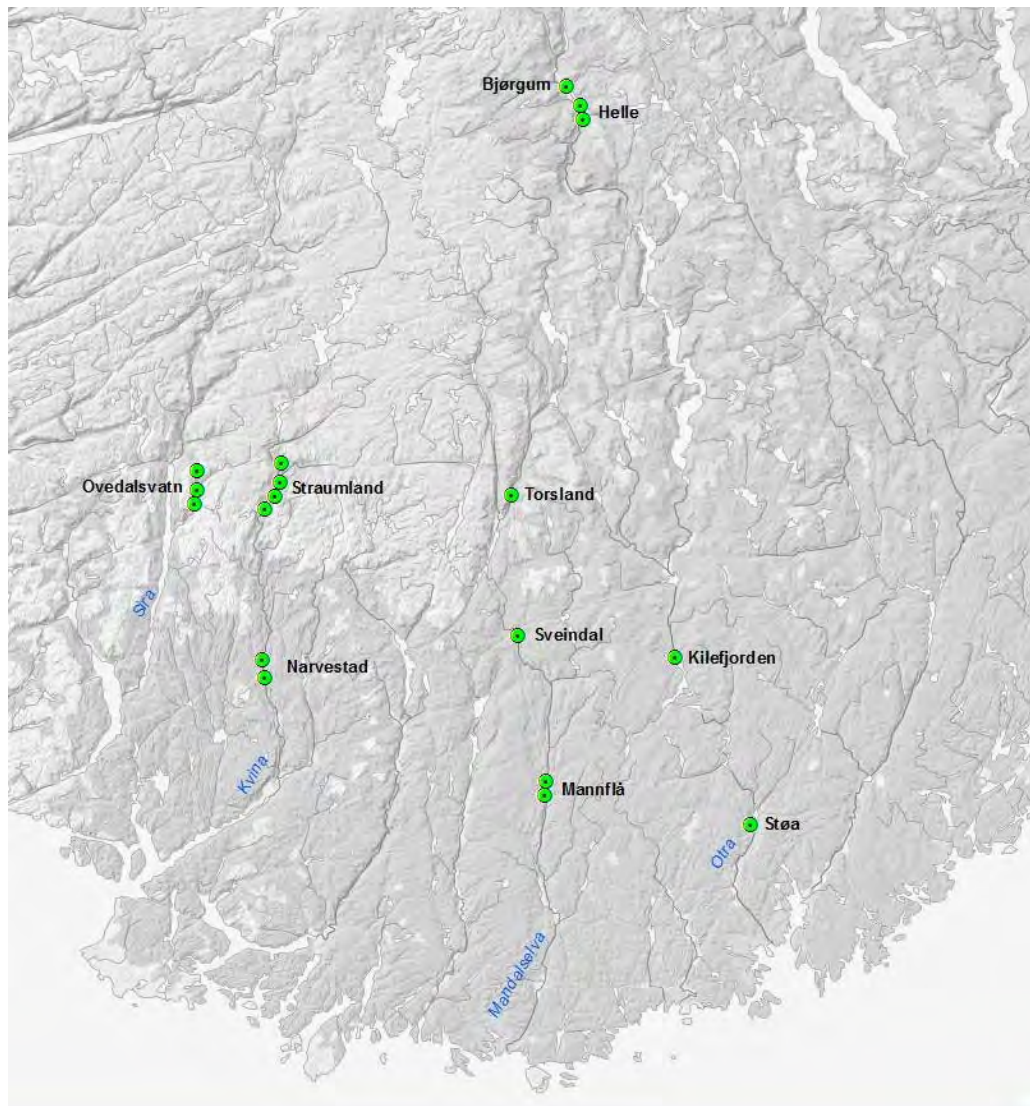 Bjørgum
Helle
Ovedalsvatn
Straumland
Torsland
Sira
Sveindal
Kilefjorden
Narvestad
Kvina
Mannflå
Støa
Otra
Mandalselva